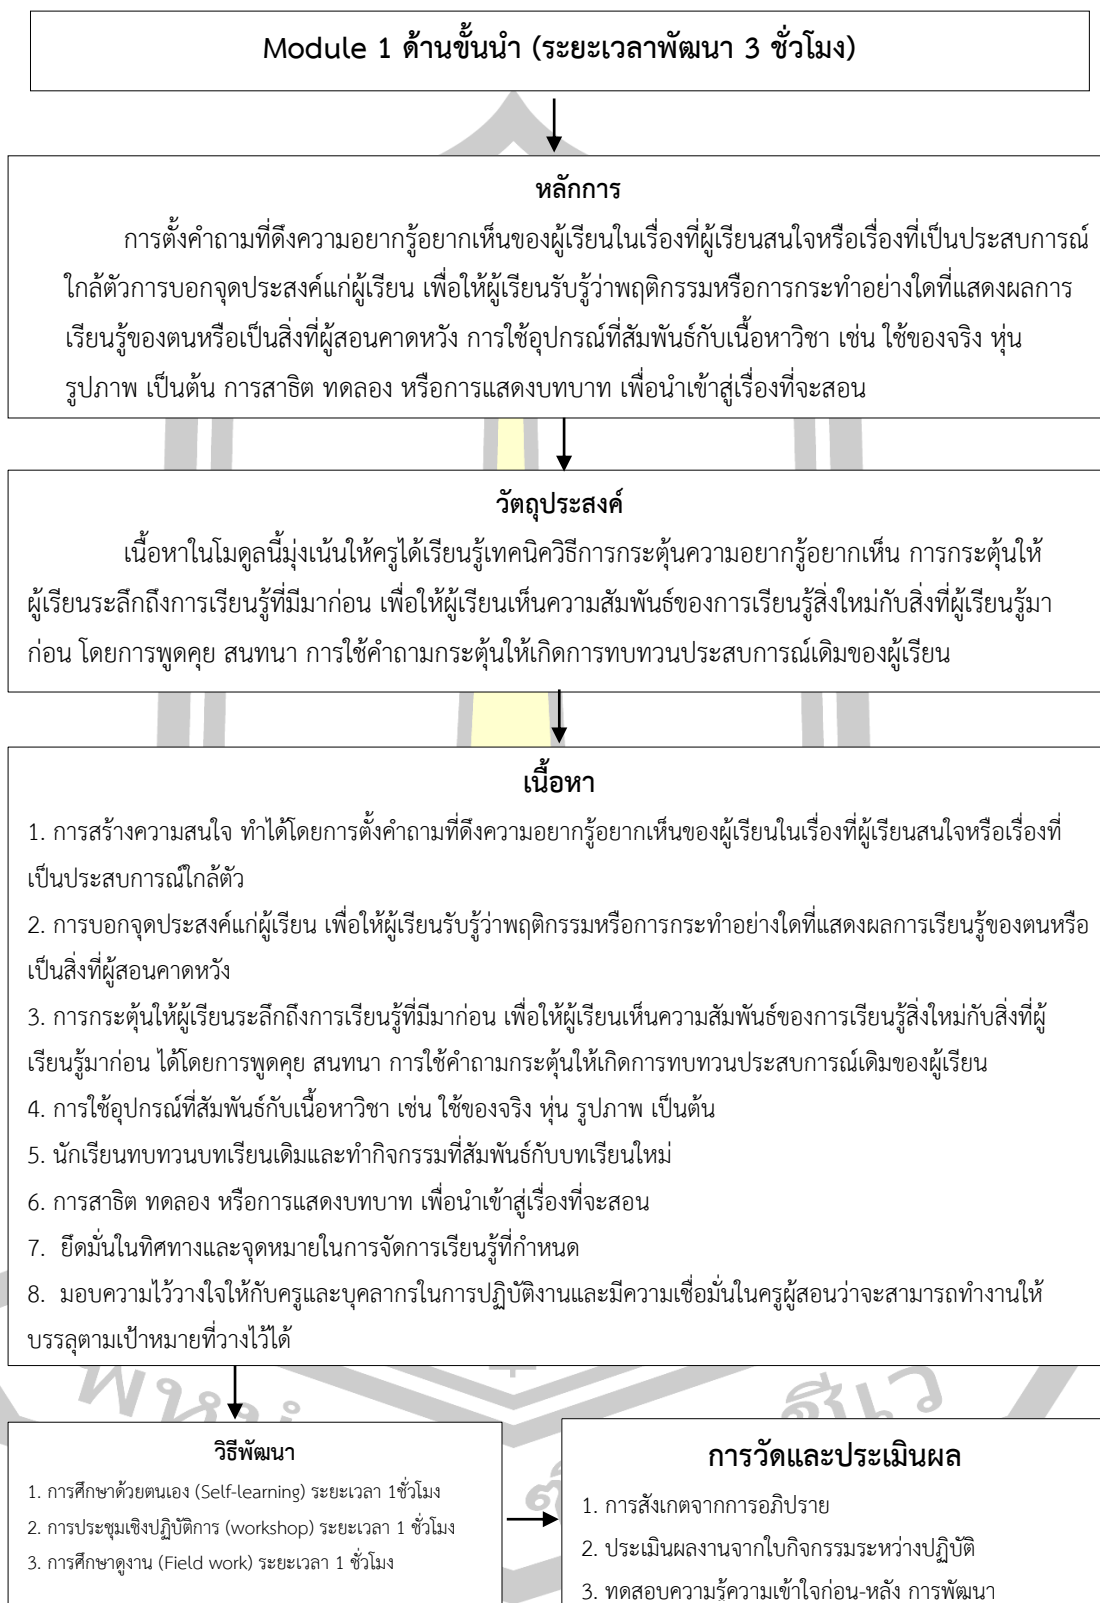 Module 1 ด้านขั้นนำ (ระยะเวลาพัฒนา 3 ชั่วโมง)
หลักการ
การตั้งคำถามที่ดึงความอยากรู้อยากเห็นของผู้เรียนในเรื่องที่ผู้เรียนสนใจหรือเรื่องที่เป็นประสบการณ์
ใกล้ตัวการบอกจุดประสงค์แก่ผู้เรียน เพื่อให้ผู้เรียนรับรู้ว่าพฤติกรรมหรือการกระทำอย่างใดที่แสดงผลการ
เรียนรู้ของตนหรือเป็นสิ่งที่ผู้สอนคาดหวัง การใช้อุปกรณ์ที่สัมพันธ์กับเนื้อหาวิชา เช่น ใช้ของจริง หุ่น
รูปภาพ เป็นต้น การสาธิต ทดลอง หรือการแสดงบทบาท เพื่อนำเข้าสู่เรื่องที่จะสอน
วัตถุประสงค์
เนื้อหาในโมดูลนี้มุ่งเน้นให้ครูได้เรียนรู้เทคนิควิธีการกระตุ้นความอยากรู้อยากเห็น การกระตุ้นให้
ผู้เรียนระลึกถึงการเรียนรู้ที่มีมาก่อน เพื่อให้ผู้เรียนเห็นความสัมพันธ์ของการเรียนรู้สิ่งใหม่กับสิ่งที่ผู้เรียนรู้มา
ก่อน โดยการพูดคุย สนทนา การใช้คำถามกระตุ้นให้เกิดการทบทวนประสบการณ์เดิมของผู้เรียน
เนื้อหา
1. การสร้างความสนใจ ทำได้โดยการตั้งคำถามที่ดึงความอยากรู้อยากเห็นของผู้เรียนในเรื่องที่ผู้เรียนสนใจหรือเรื่องที่
เป็นประสบการณ์ใกล้ตัว
2. การบอกจุดประสงค์แก่ผู้เรียน เพื่อให้ผู้เรียนรับรู้ว่าพฤติกรรมหรือการกระทำอย่างใดที่แสดงผลการเรียนรู้ของตนหรือ
เป็นสิ่งที่ผู้สอนคาดหวัง
3. การกระตุ้นให้ผู้เรียนระลึกถึงการเรียนรู้ที่มีมาก่อน เพื่อให้ผู้เรียนเห็นความสัมพันธ์ของการเรียนรู้สิ่งใหม่กับสิ่งที่ผู้
เรียนรู้มาก่อน ได้โดยการพูดคุย สนทนา การใช้คำถามกระตุ้นให้เกิดการทบทวนประสบการณ์เดิมของผู้เรียน
4. การใช้อุปกรณ์ที่สัมพันธ์กับเนื้อหาวิชา เช่น ใช้ของจริง หุ่น รูปภาพ เป็นต้น
5. นักเรียนทบทวนบทเรียนเดิมและทำกิจกรรมที่สัมพันธ์กับบทเรียนใหม่
6. การสาธิต ทดลอง หรือการแสดงบทบาท เพื่อนำเข้าสู่เรื่องที่จะสอน
7. ยึดมั่นในทิศทางและจุดหมายในการจัดการเรียนรู้ที่กำหนด
8. มอบความไว้วางใจให้กับครูและบุคลากรในการปฏิบัติงานและมีความเชื่อมั่นในครูผู้สอนว่าจะสามารถทำงานให้
บรรลุตามเป้าหมายที่วางไว้ได้
วิธีพัฒนา
1. การศึกษาด้วยตนเอง (Self-learning) ระยะเวลา 1ชั่วโมง
2. การประชุมเชิงปฏิบัติการ (workshop) ระยะเวลา 1 ชั่วโมง
3. การศึกษาดูงาน (Field work) ระยะเวลา 1 ชั่วโมง
การวัดและประเมินผล
1. การสังเกตจากการอภิปราย
2. ประเมินผลงานจากใบกิจกรรมระหว่างปฏิบัติ
3. ทดสอบความรู้ความเข้าใจก่อน-หลัง การพัฒนา